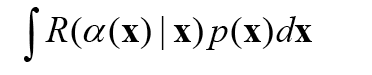 ∫ R(α(x) | x) p(x)dx